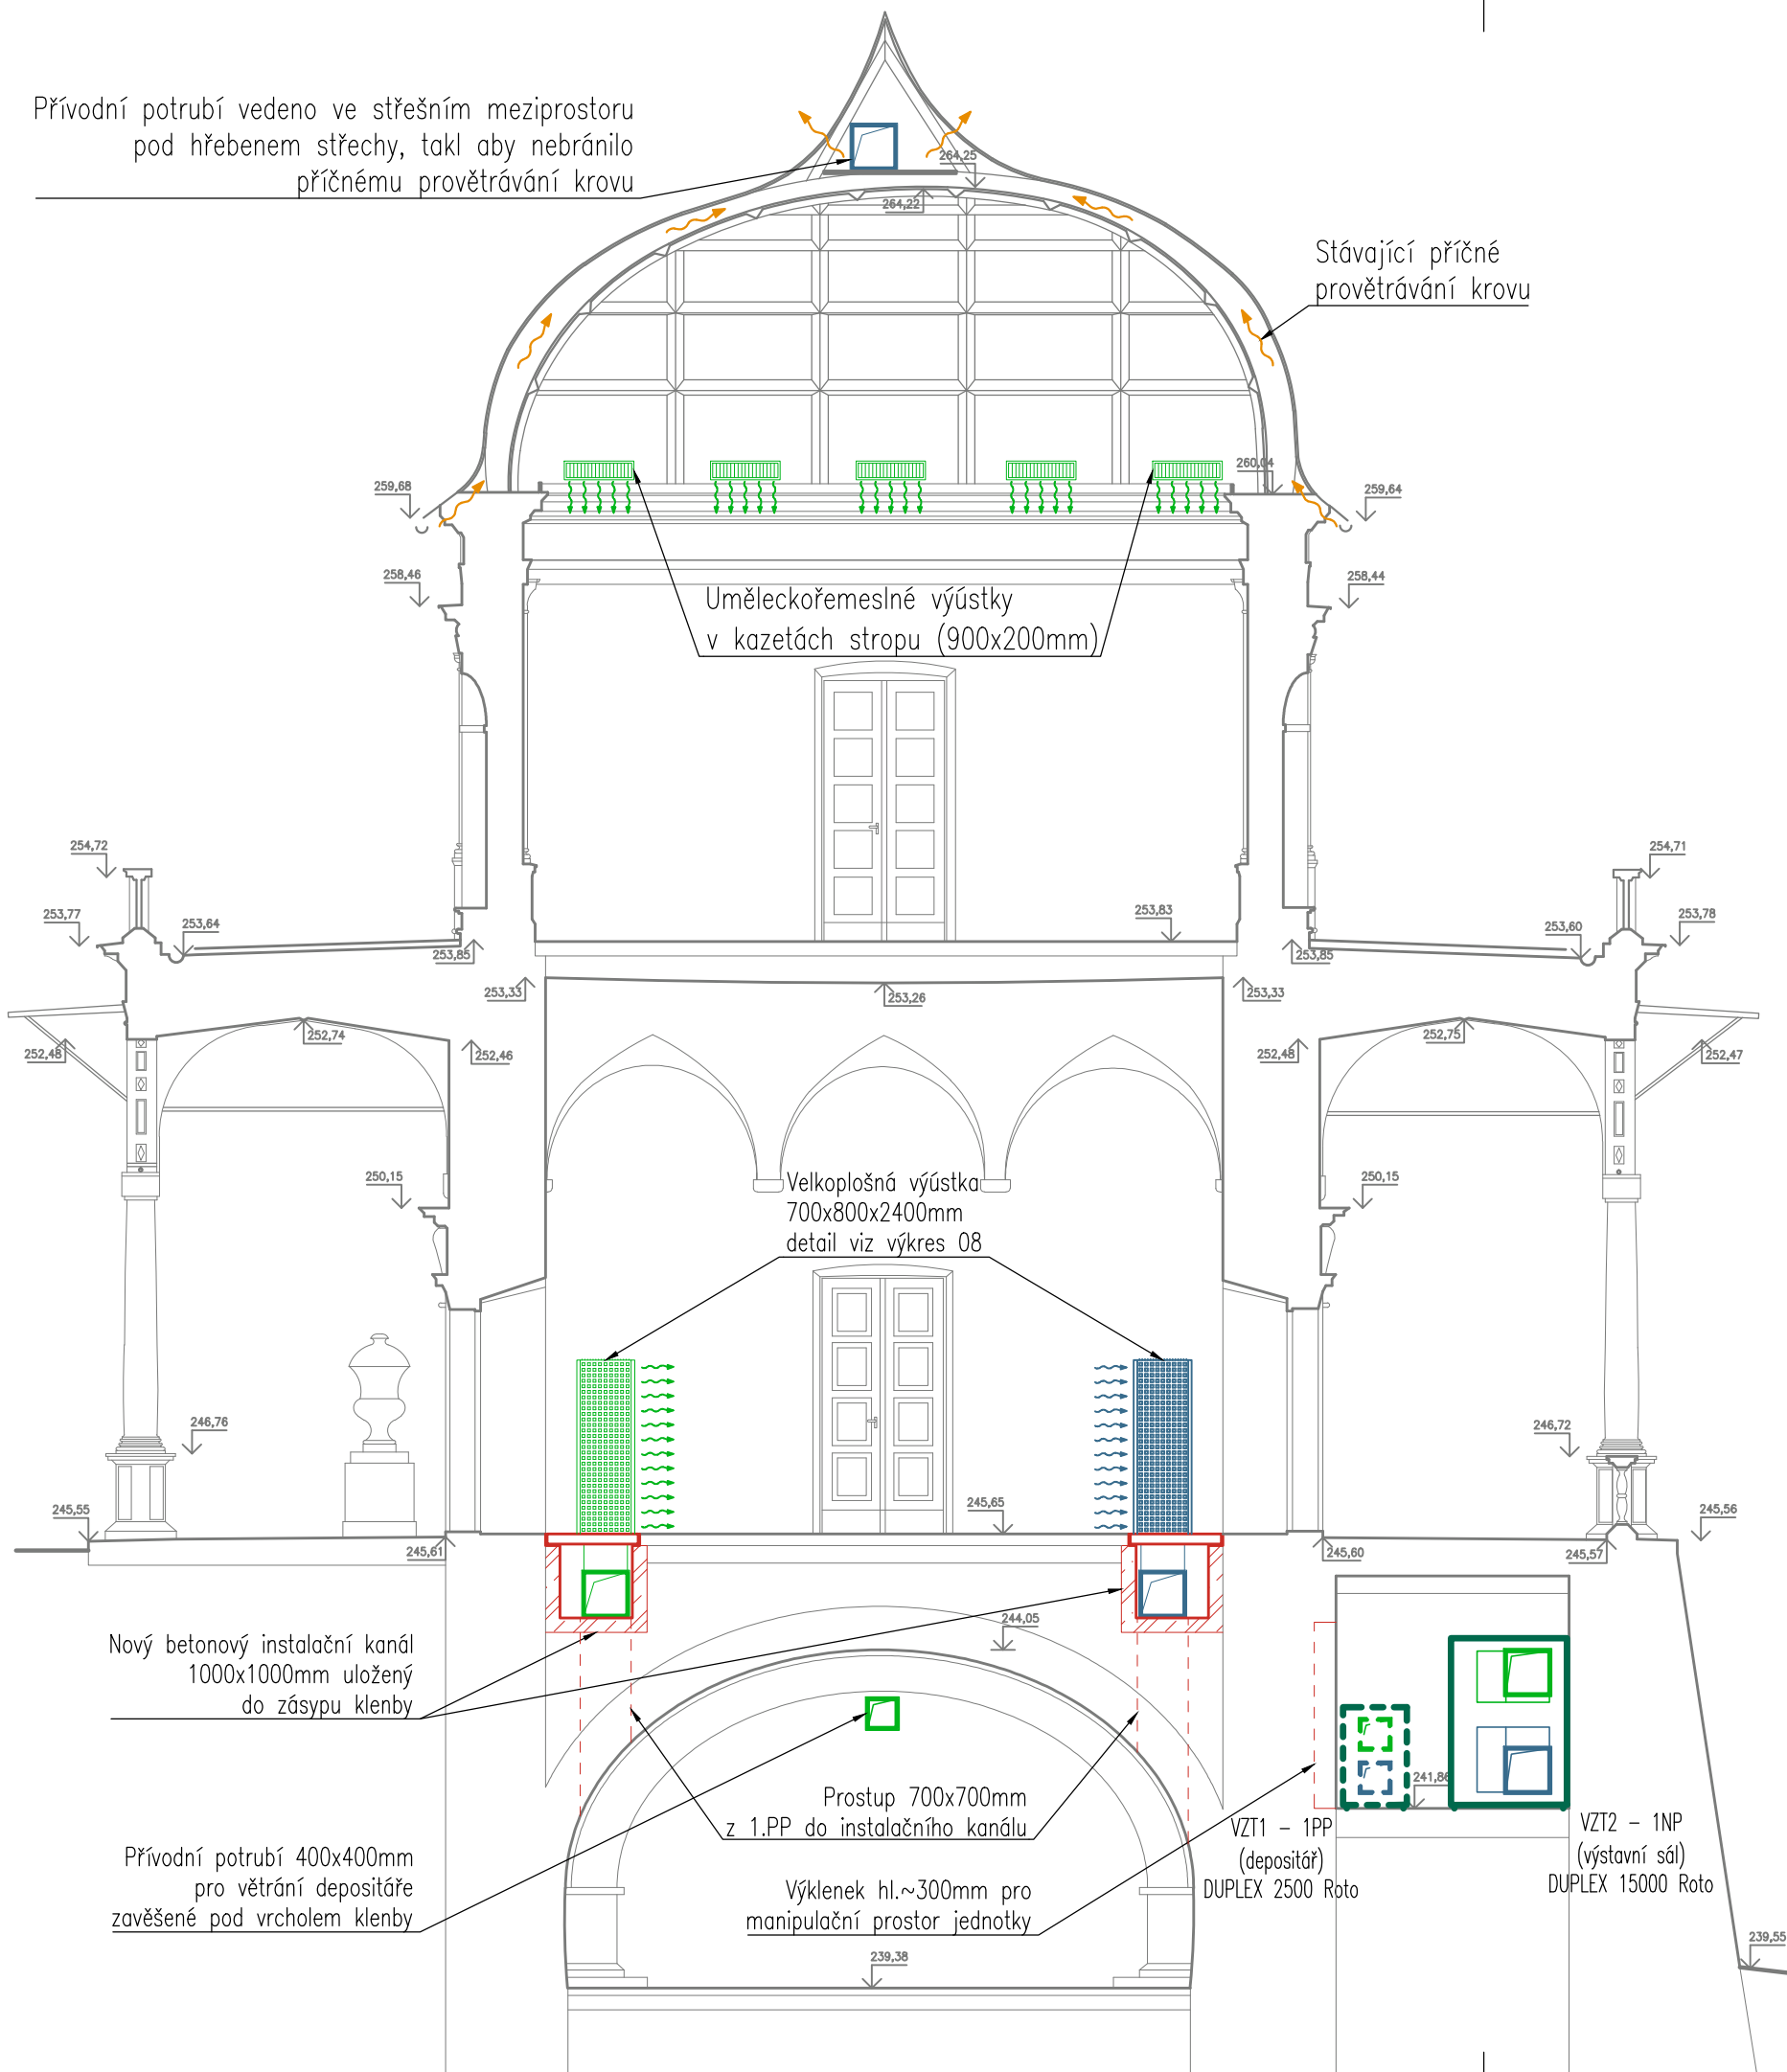 Přívodní potrubí vedeno ve střešním meziprostoru
pod hřebenem střechy, takl aby nebránilo
příčnému provětrávání krovu
264,25
264,22
Stávající příčné
provětrávání krovu
260,04
259,68
259,64
258,46
258,44
Uměleckořemeslné výústky
v kazetách stropu (900x200mm)
254,72
254,71
253,77
253,64
253,83
253,60
253,78
253,85
253,85
253,33
253,26
253,33
252,48
252,74
252,46
252,48
252,75
252,47
250,15
250,15
Velkoplošná výústka
700x800x2400mm
detail viz výkres 08
246,76
246,72
245,55
245,65
245,56
245,61
245,60
245,57
244,05
Nový betonový instalační kanál
1000x1000mm uložený
do zásypu klenby
Prostup 700x700mm
z 1.PP do instalačního kanálu
241,86
VZT1 – 1PP
(depositář)
DUPLEX 2500 Roto
VZT2 – 1NP
(výstavní sál)
DUPLEX 15000 Roto
Přívodní potrubí 400x400mm
pro větrání depositáře
zavěšené pod vrcholem klenby
Výklenek hl.~300mm pro
manipulační prostor jednotky
239,38
239,55